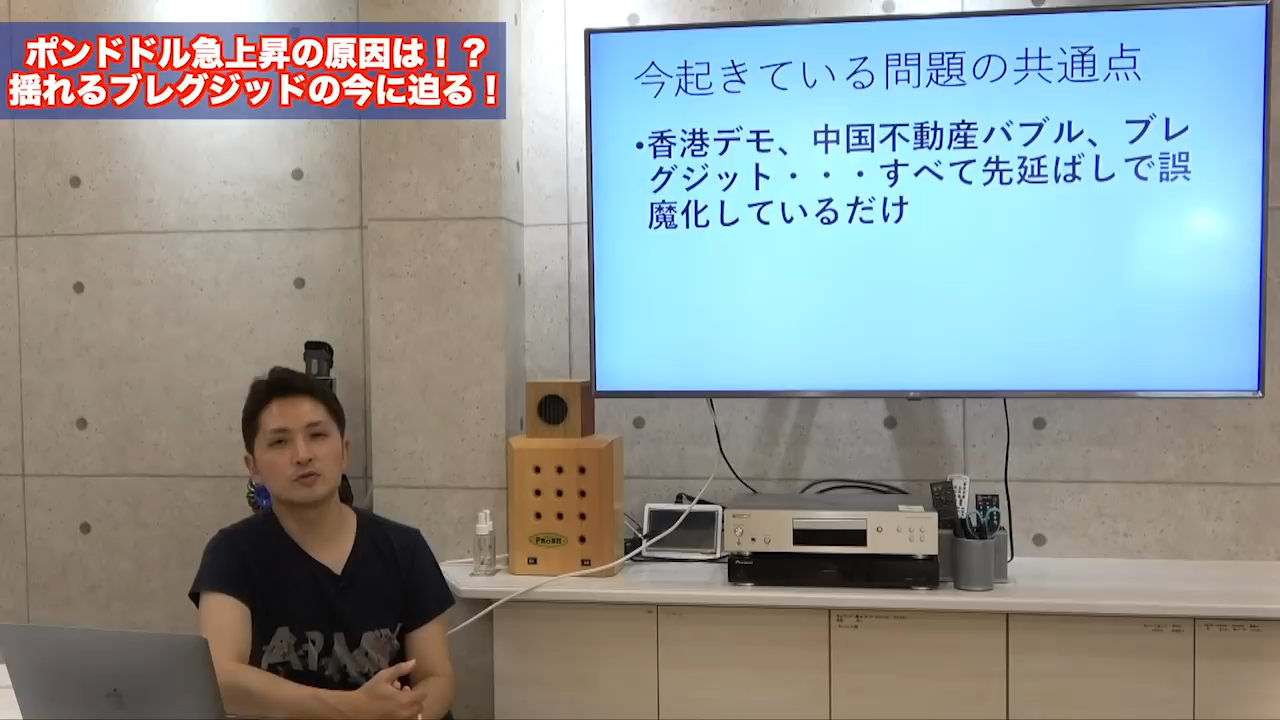 ポンドドル急上昇の原因は！？
揺れるブレグジッドの今に迫る！
今起きている問題の共通点
•香港デモ、中国不動産バブル、ブレ
グジット・・・すべて先延ばしで誤
魔化しているだけ
ARMY
Pioneer